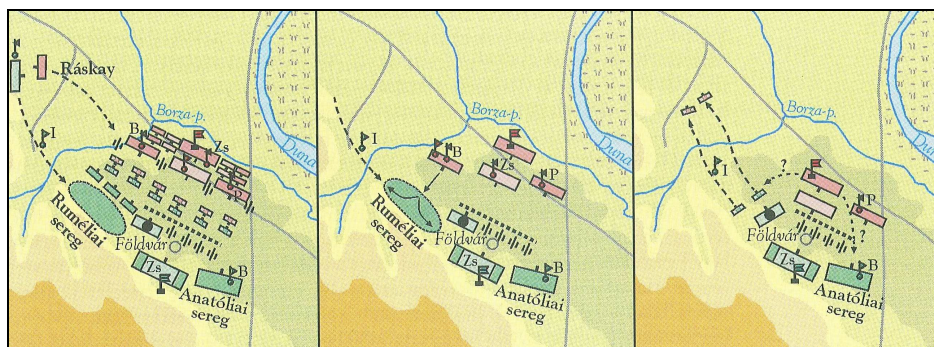 Ráskay
I
B
Zs
P
Borza-p.
Duna
Ruméliai
sereg
Földvár
Zs
B
Anatóliai
sereg
I
B
Zs
P
Borza-p.
Duna
Ruméliai
sereg
Földvár
Zs
B
Anatóliai
sereg
I
?
P
?
Borza-p.
Duna
Földvár
Zs
B
Anatóliai
sereg